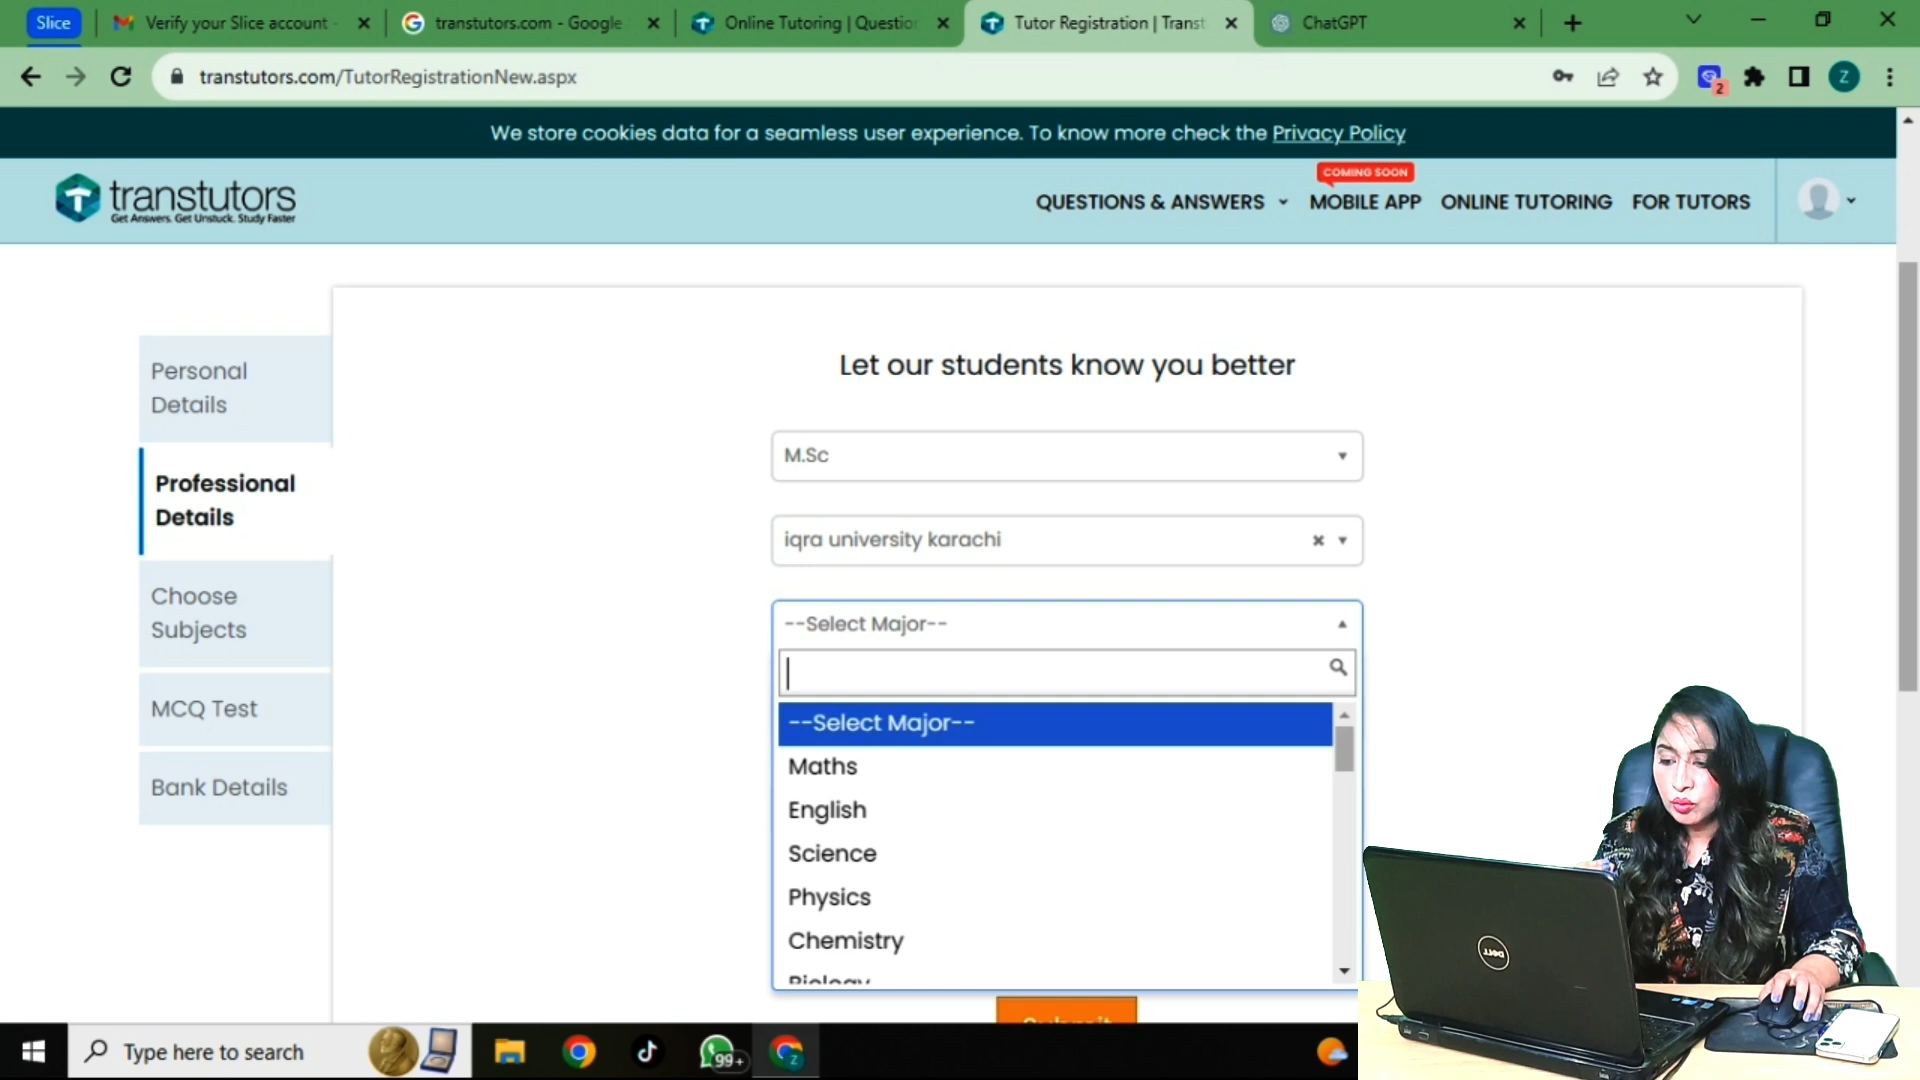 Slice
Verify your Slice account -
transtutors.com - Google
Online Tutoring | Questio
Tutor Registration | Transt
ChatGPT
transtutors.com/TutorRegistrationNew.aspx
2
Z
We store cookies data for a seamless user experience. To know more check the Privacy Policy
transtutors
Get Answers. Get Unstuck. Study Faster
QUESTIONS & ANSWERS
COMING SOON
MOBILE APP
ONLINE TUTORING
FOR TUTORS
Personal
Details
Professional
Details
Choose
Subjects
MCQ Test
Bank Details
Let our students know you better
M.Sc
iqra university karachi
--Select Major--
--Select Major--
Maths
English
Science
Physics
Chemistry
Biology
Submit
DELL
Type here to search
99+